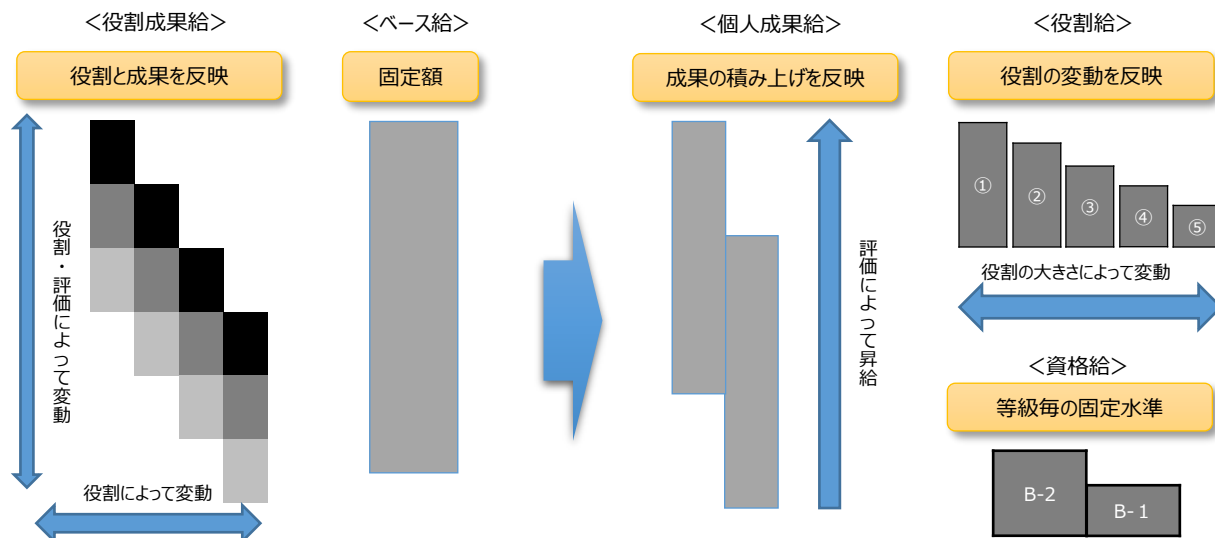 ＜役割成果給＞
役割と成果を反映
役割・評価によって変動
役割によって変動
＜ベース給＞
固定額
＜個人成果給＞
成果の積み上げを反映
評価によって昇給
＜役割給＞
役割の変動を反映
①
②
③
④
⑤
役割の大きさによって変動
＜資格給＞
等級毎の固定水準
B-2
B-1